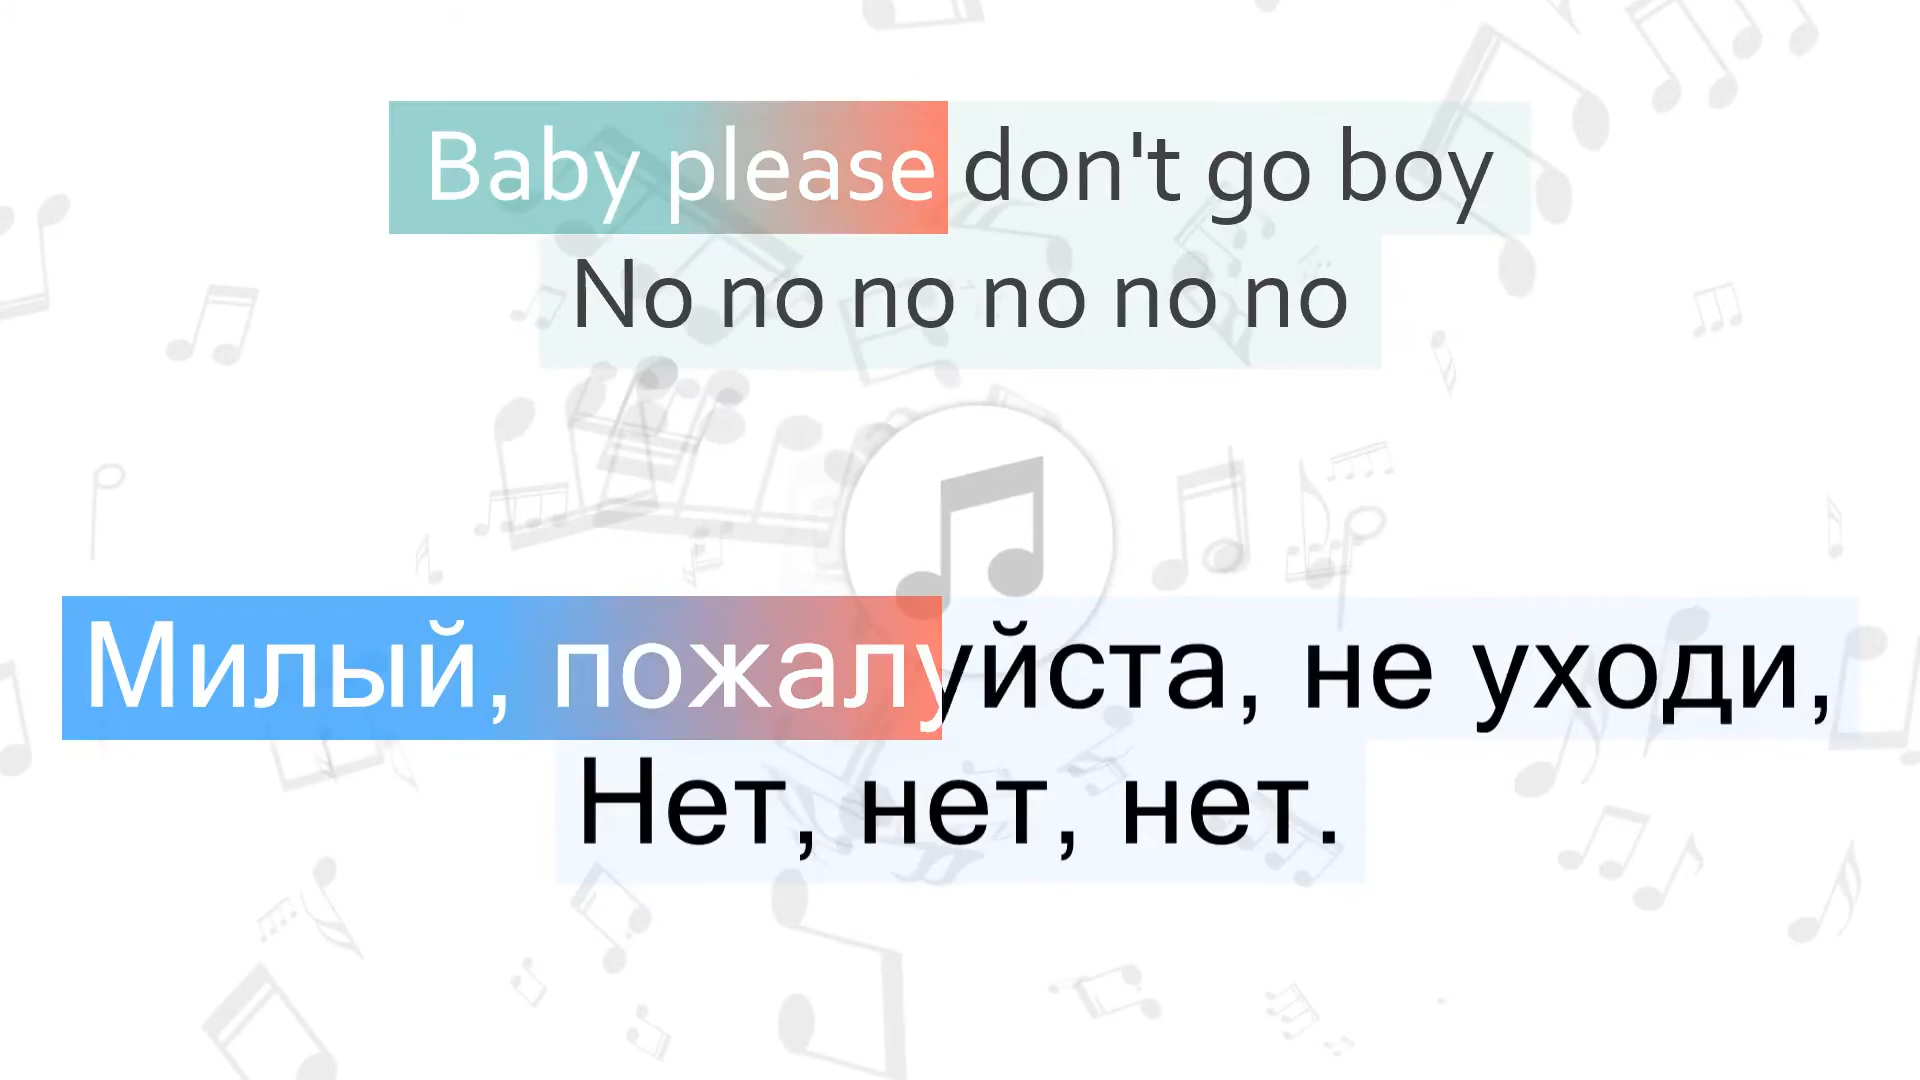 Baby please don't go boy
No no no no no no
Милый, пожалуйста, не уходи,
Нет, нет, нет.